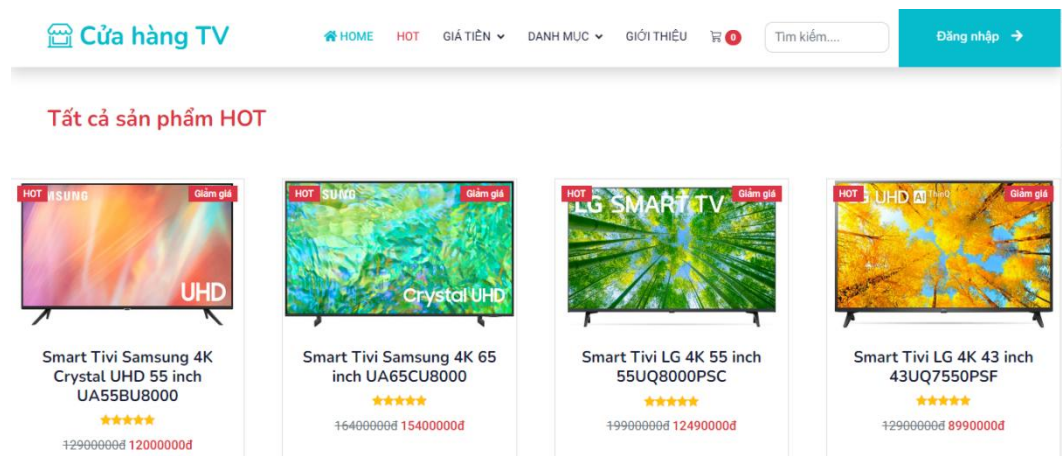 Cửa hàng TV
HOME HOT GIÁ TIỀN DANH MỤC GIỚI THIỆU 0 Tìm kiếm.... Đăng nhập
Tất cả sản phẩm HOT
HOT Giảm giá
UHD
Smart Tivi Samsung 4K
Crystal UHD 55 inch
UA55BU8000
12900000đ 12000000đ
HOT Giảm giá
Crystal UHD
Smart Tivi Samsung 4K 65
inch UA65CU8000
16400000đ 15400000đ
HOT Giảm giá
LG SMART TV
Smart Tivi LG 4K 55 inch
55UQ8000PSC
19900000đ 12490000đ
HOT Giảm giá
UHD AI ThinQ
Smart Tivi LG 4K 43 inch
43UQ7550PSF
12900000đ 8990000đ